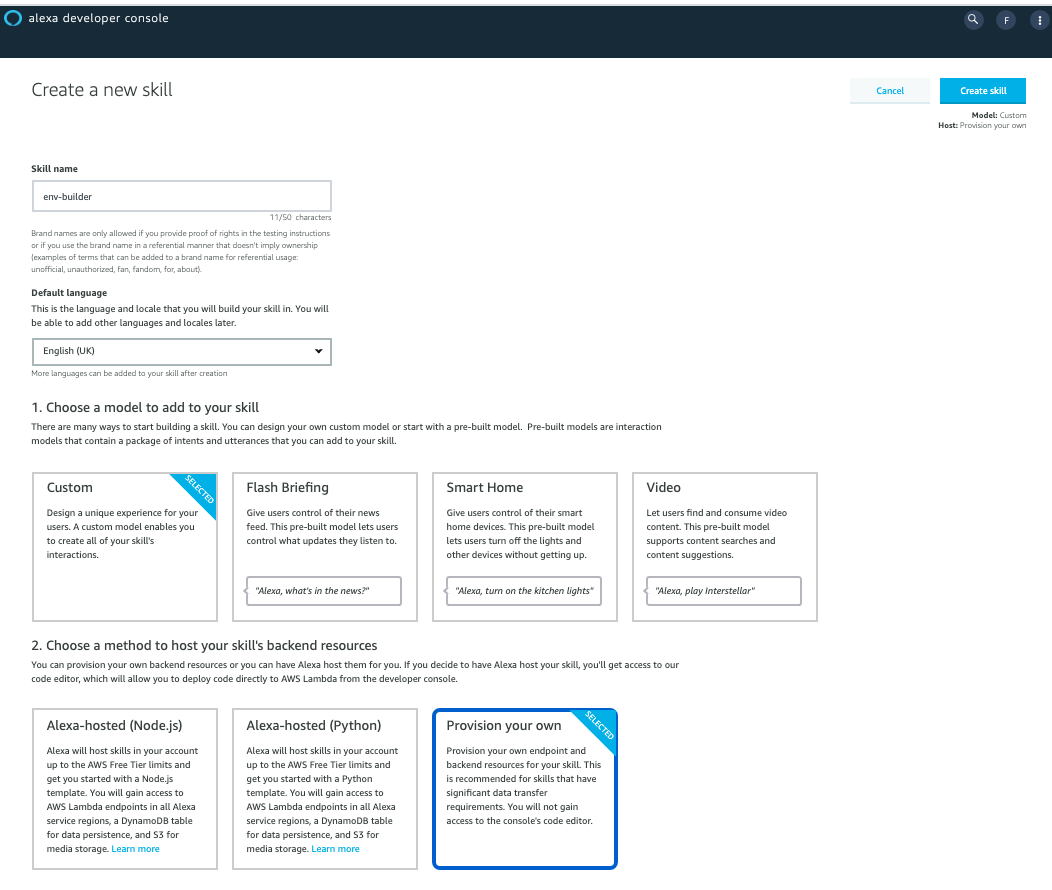 alexa developer console
F
Create a new skill
Cancel
Create skill
Model: Custom
Host: Provision your own
Skill name
env-builder
11/50 characters
Brand names are only allowed if you provide proof of rights in the testing instructions
or if you use the brand name in a referential manner that doesn't imply ownership
(examples of terms that can be added to a brand name for referential usage:
unofficial, unauthorized, fan, fandom, for, about).
Default language
This is the language and locale that you will build your skill in. You will
be able to add other languages and locales later.
English (UK)
More languages can be added to your skill after creation
1. Choose a model to add to your skill
There are many ways to start building a skill. You can design your own custom model or start with a pre-built model. Pre-built models are interaction
models that contain a package of intents and utterances that you can add to your skill.
Custom
SELECTED
Design a unique experience for your
users. A custom model enables you
to create all of your skill's
interactions.
Flash Briefing
Give users control of their news
feed. This pre-built model lets users
control what updates they listen to.
"Alexa, what's in the news?"
Smart Home
Give users control of their smart
home devices. This pre-built model
lets users turn off the lights and
other devices without getting up.
"Alexa, turn on the kitchen lights"
Video
Let users find and consume video
content. This pre-built model
supports content searches and
content suggestions.
"Alexa, play Interstellar"
2. Choose a method to host your skill's backend resources
You can provision your own backend resources or you can have Alexa host them for you. If you decide to have Alexa host your skill, you'll get access to our
code editor, which will allow you to deploy code directly to AWS Lambda from the developer console.
Alexa-hosted (Node.js)
Alexa will host skills in your account
up to the AWS Free Tier limits and
get you started with a Node.js
template. You will gain access to
AWS Lambda endpoints in all Alexa
service regions, a DynamoDB table
for data persistence, and S3 for
media storage. Learn more
Alexa-hosted (Python)
Alexa will host skills in your account
up to the AWS Free Tier limits and
get you started with a Python
template. You will gain access to
AWS Lambda endpoints in all Alexa
service regions, a DynamoDB table
for data persistence, and S3 for
media storage. Learn more
Provision your own
SELECTED
Provision your own endpoint and
backend resources for your skill. This
is recommended for skills that have
significant data transfer
requirements. You will not gain
access to the console's code editor.